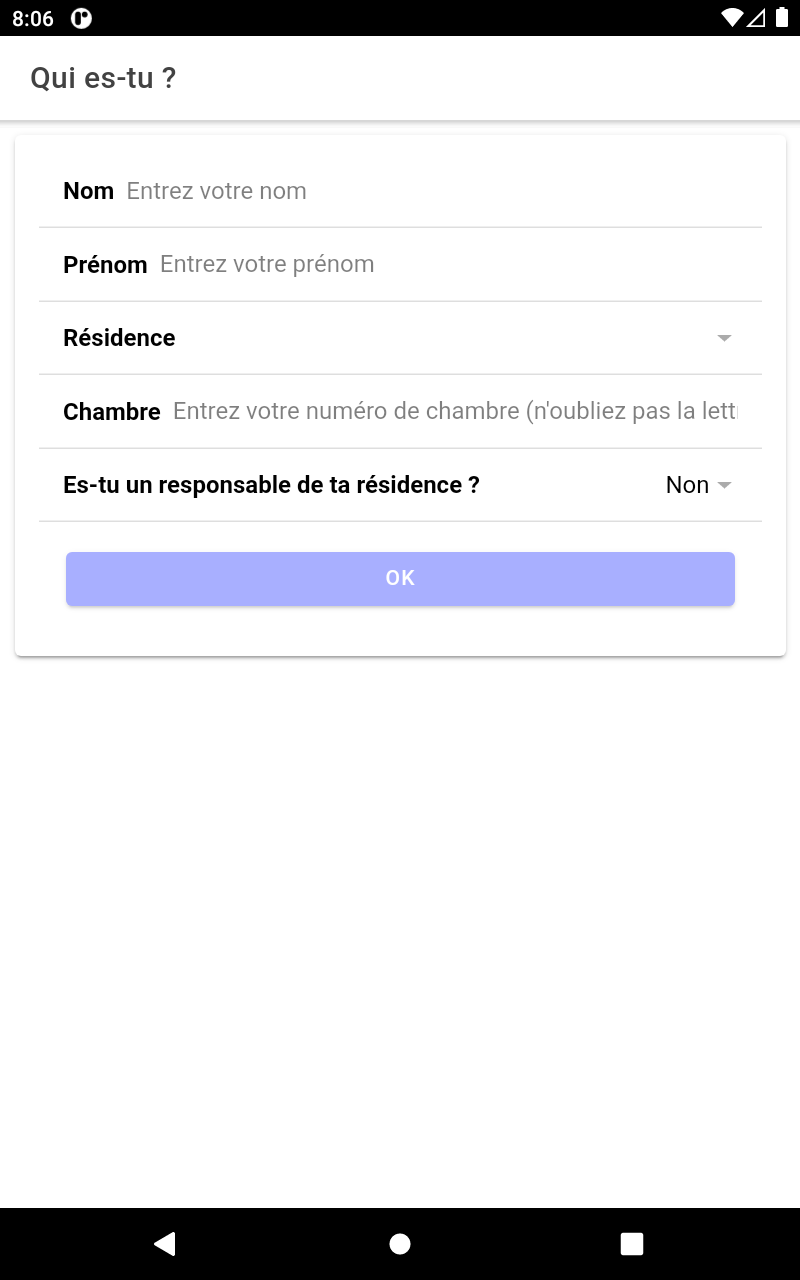 8:06
Qui es-tu ?
Nom Entrez votre nom
Prénom Entrez votre prénom
Résidence
Chambre Entrez votre numéro de chambre (n'oubliez pas la lett
Es-tu un responsable de ta résidence ? Non
OK